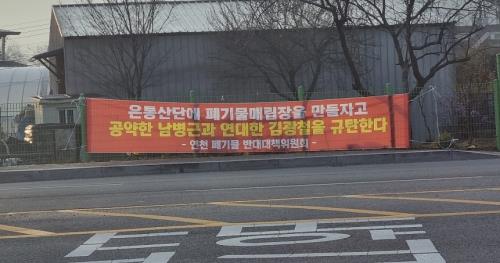 은통산단에 폐기물매립장을 만들자고
공약한 남병근과 연대한 김정섬을 규탄한다
- 연천 폐기물 반대대책위원회 -